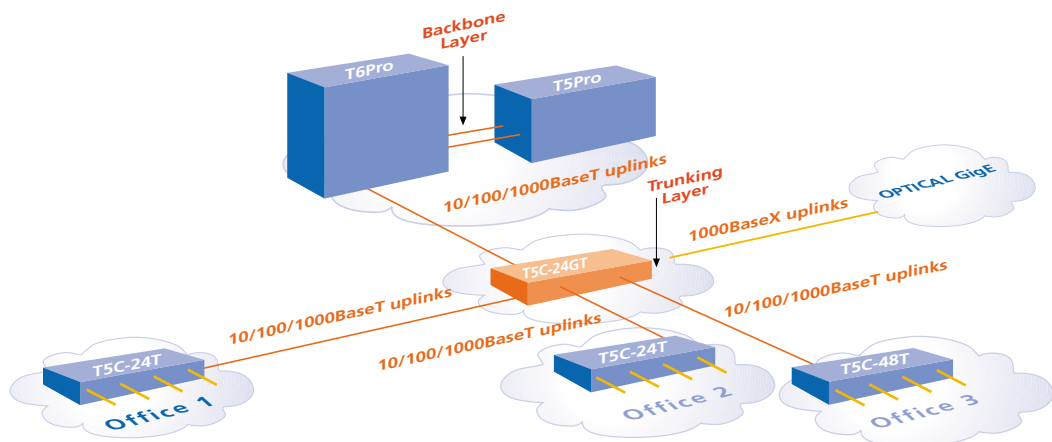 Backbone
Layer
T6Pro
T5Pro
10/100/1000BaseT uplinks
Trunking
Layer
OPTICAL GigE
1000BaseX uplinks
T5C-24GT
10/100/1000BaseT uplinks
10/100/1000BaseT uplinks
10/100/1000BaseT uplinks
T5C-24T
Office 1
T5C-24T
Office 2
T5C-48T
Office 3